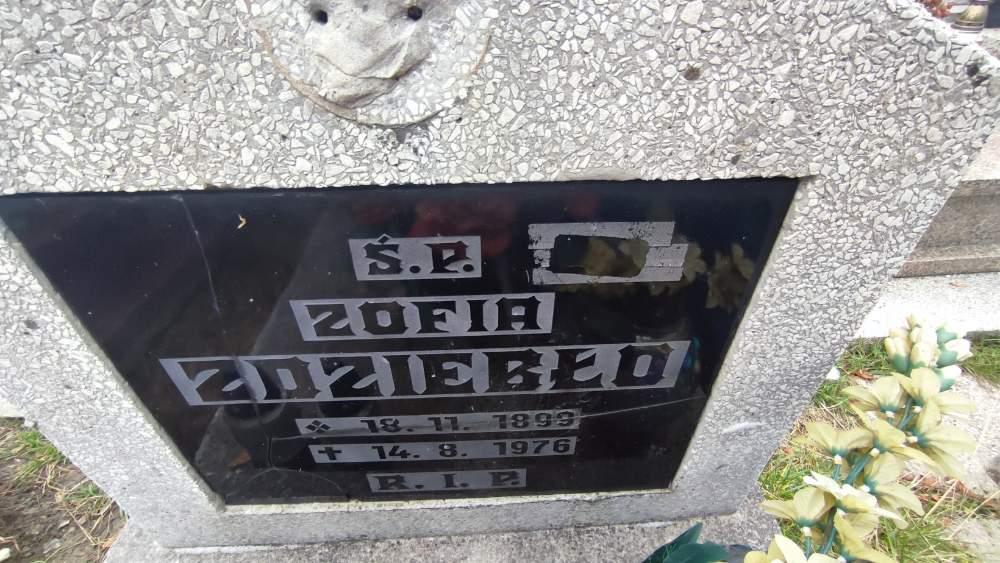 Ś.P.
ZOFIA
ZDZIEBŁO
18. 11. 1899
14. 8. 1976
R. I. P.